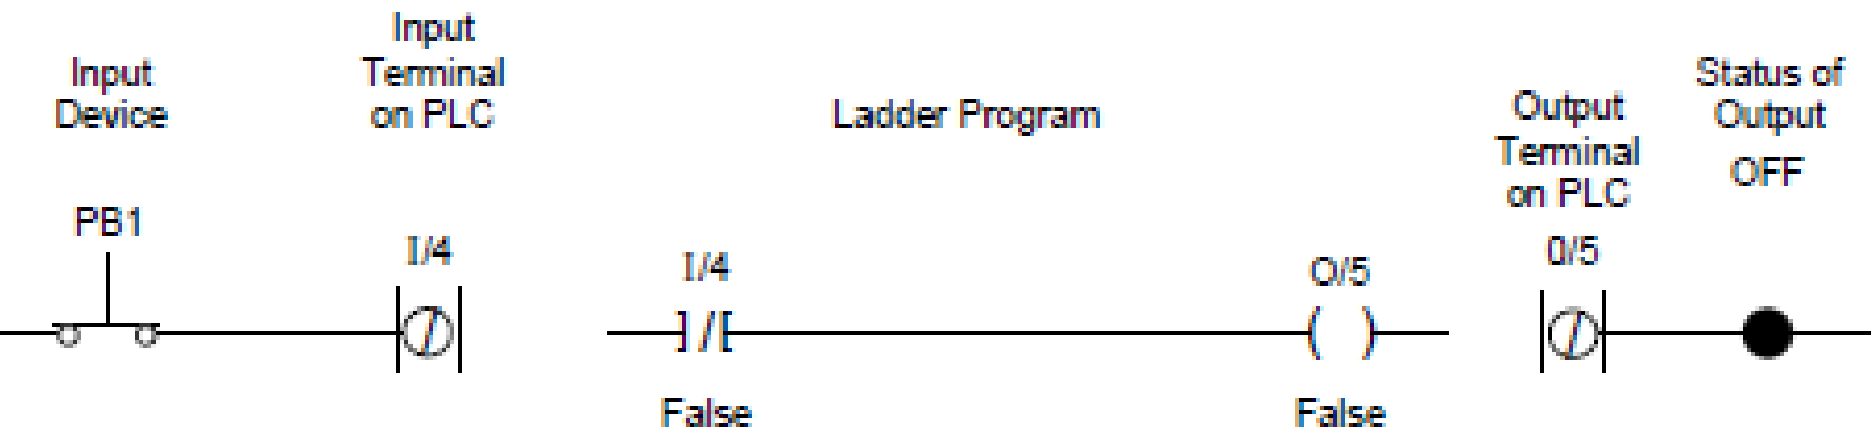 Input
Device
Input
Terminal
on PLC
Ladder Program
Output
Terminal
on PLC
Status of
Output
OFF
PB1
I/4
I/4
O/5
0/5
] / [
( )
False
False